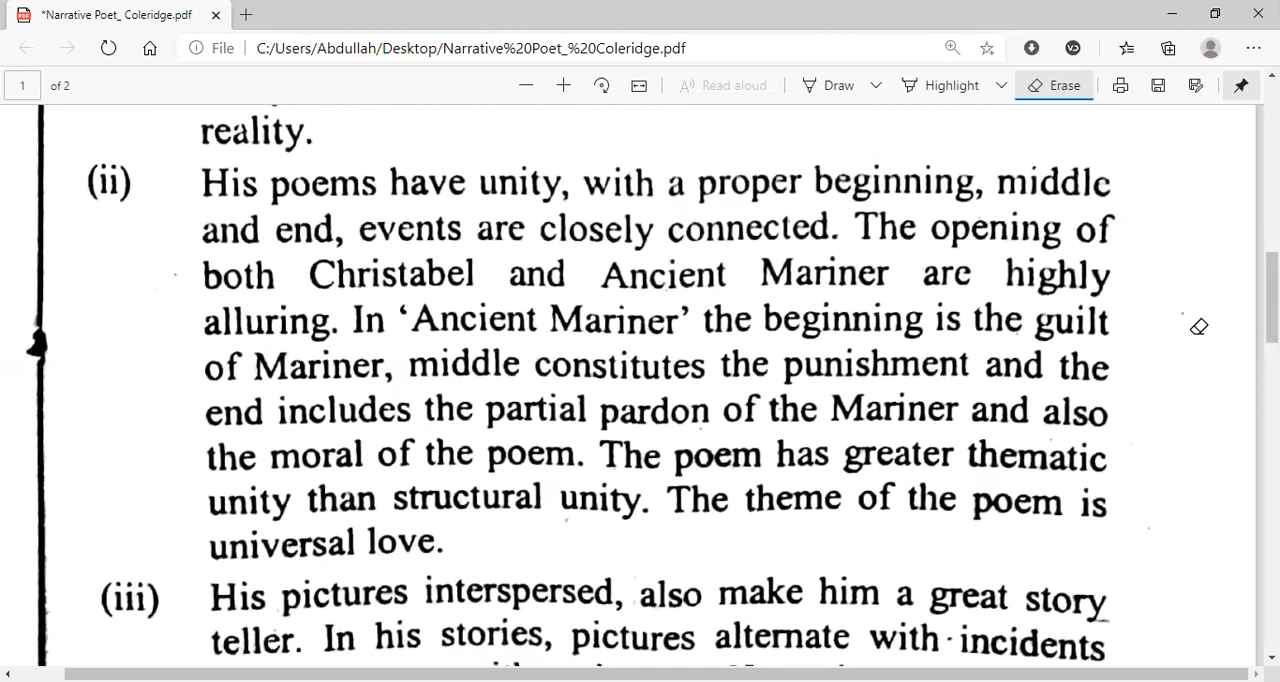 *Narrative Poet_ Coleridge.pdf
File C:/Users/Abdullah/Desktop/Narrative%20Poet_%20Coleridge.pdf
1 of 2 Read aloud Draw Highlight Erase
reality.
(ii) His poems have unity, with a proper beginning, middle
and end, events are closely connected. The opening of
both Christabel and Ancient Mariner are highly
alluring. In ‘Ancient Mariner’ the beginning is the guilt
of Mariner, middle constitutes the punishment and the
end includes the partial pardon of the Mariner and also
the moral of the poem. The poem has greater thematic
unity than structural unity. The theme of the poem is
universal love.
(iii) His pictures interspersed, also make him a great story
teller. In his stories, pictures alternate with incidents